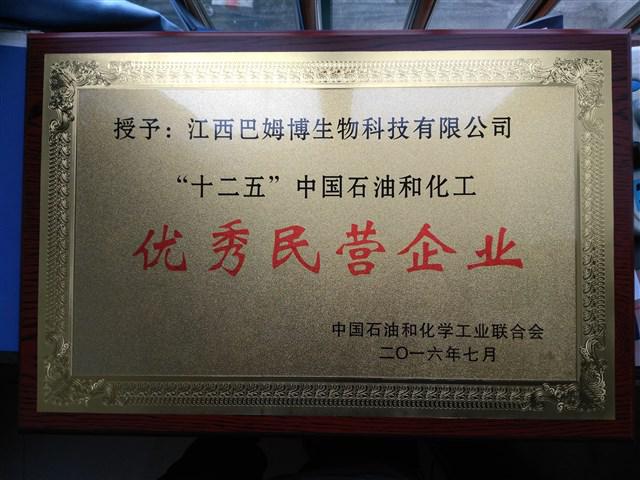 授予：江西巴姆博生物科技有限公司
“十二五”中国石油和化工
优秀民营企业
中国石油和化学工业联合会
二〇一六年七月